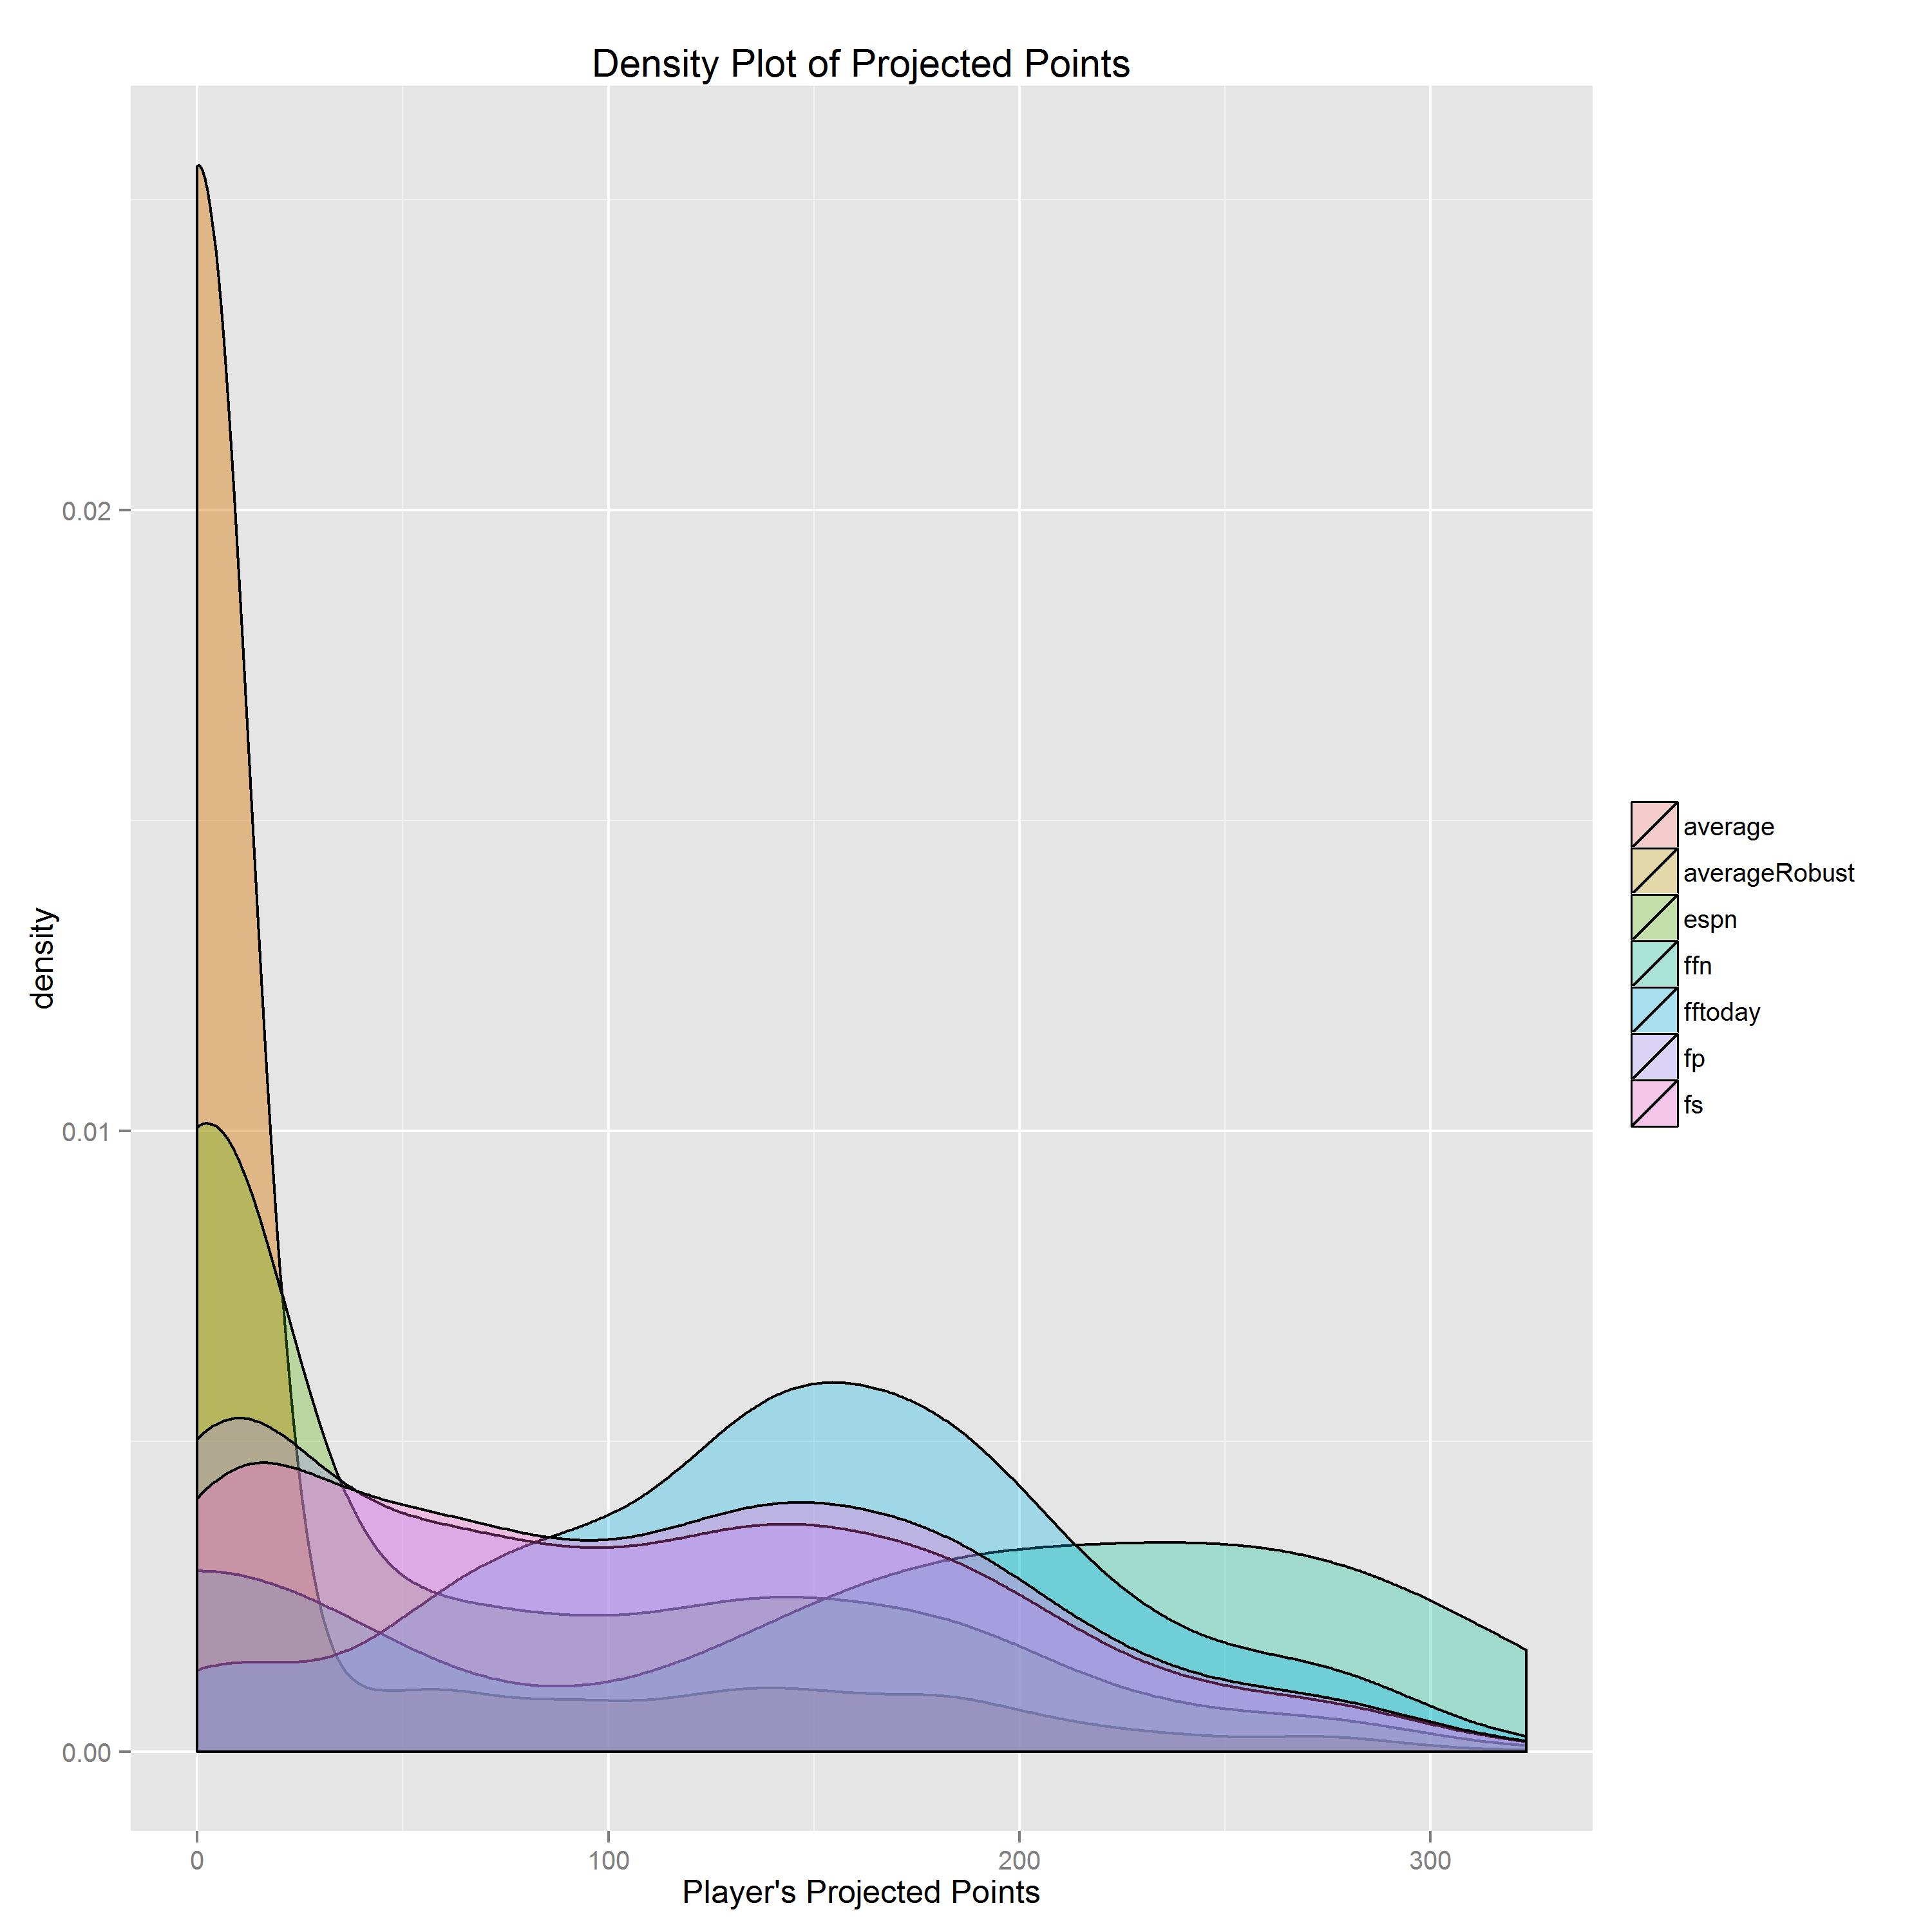 Density Plot of Projected Points
density
0.02
0.01
0.00
0
100
200
300
Player's Projected Points
average
averageRobust
espn
ffn
fftoday
fp
fs